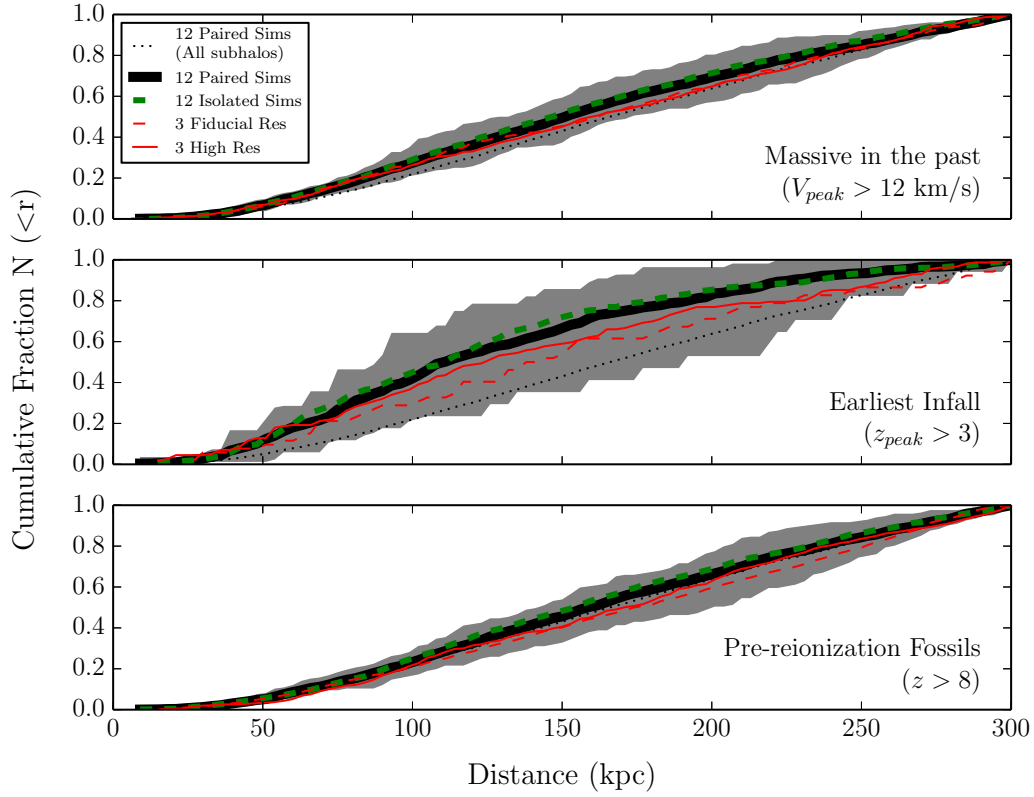 1.0
0.8
0.6
0.4
0.2
0.0
12 Paired Sims
(All subhalos)
12 Paired Sims
12 Isolated Sims
3 Fiducial Res
3 High Res
Massive in the past
(V_{peak} > 12 km/s)
Cumulative Fraction N (<r)
1.0
0.8
0.6
0.4
0.2
0.0
Earliest Infall
(z_{peak} > 3)
1.0
0.8
0.6
0.4
0.2
0.0
Pre-reionization Fossils
(z > 8)
0 50 100 150 200 250 300
Distance (kpc)